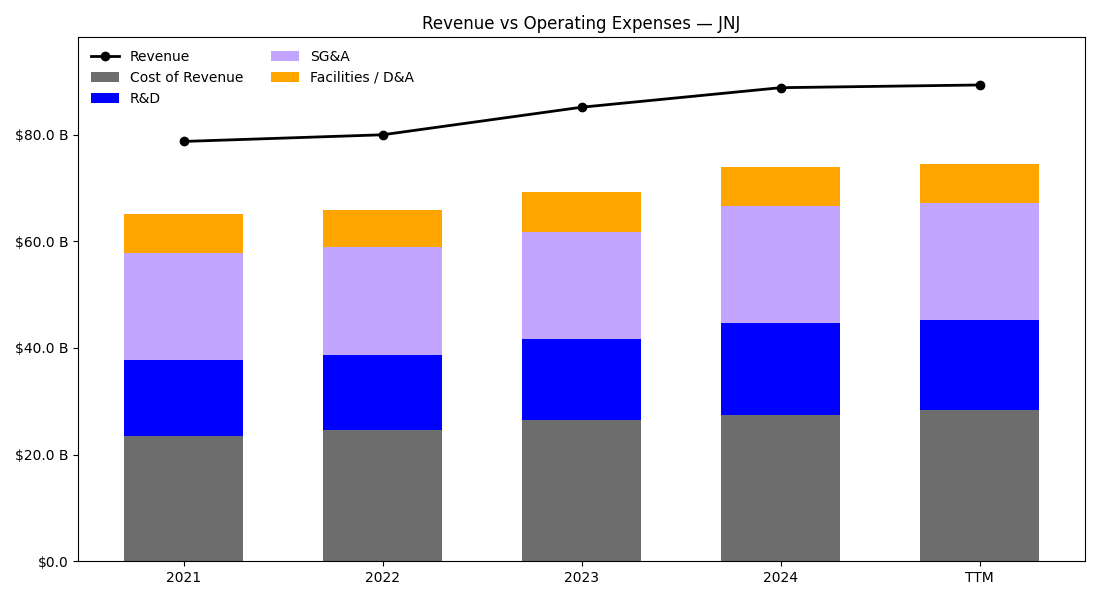 Revenue vs Operating Expenses — JNJ
Revenue
Cost of Revenue
R&D
SG&A
Facilities / D&A
$80.0 B
$60.0 B
$40.0 B
$20.0 B
$0.0
2021
2022
2023
2024
TTM